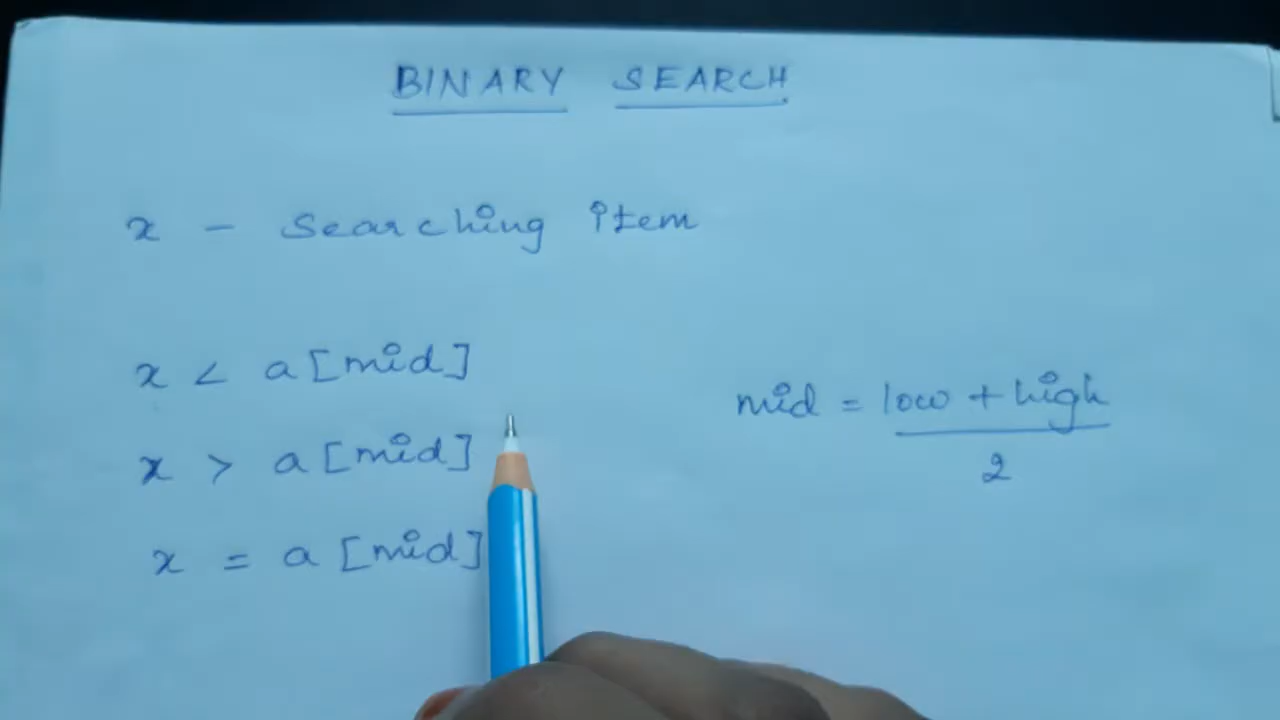 BINARY SEARCH
x - Searching item
x < a[mid]
x > a[mid]
x = a[mid]
mid = low + high
2